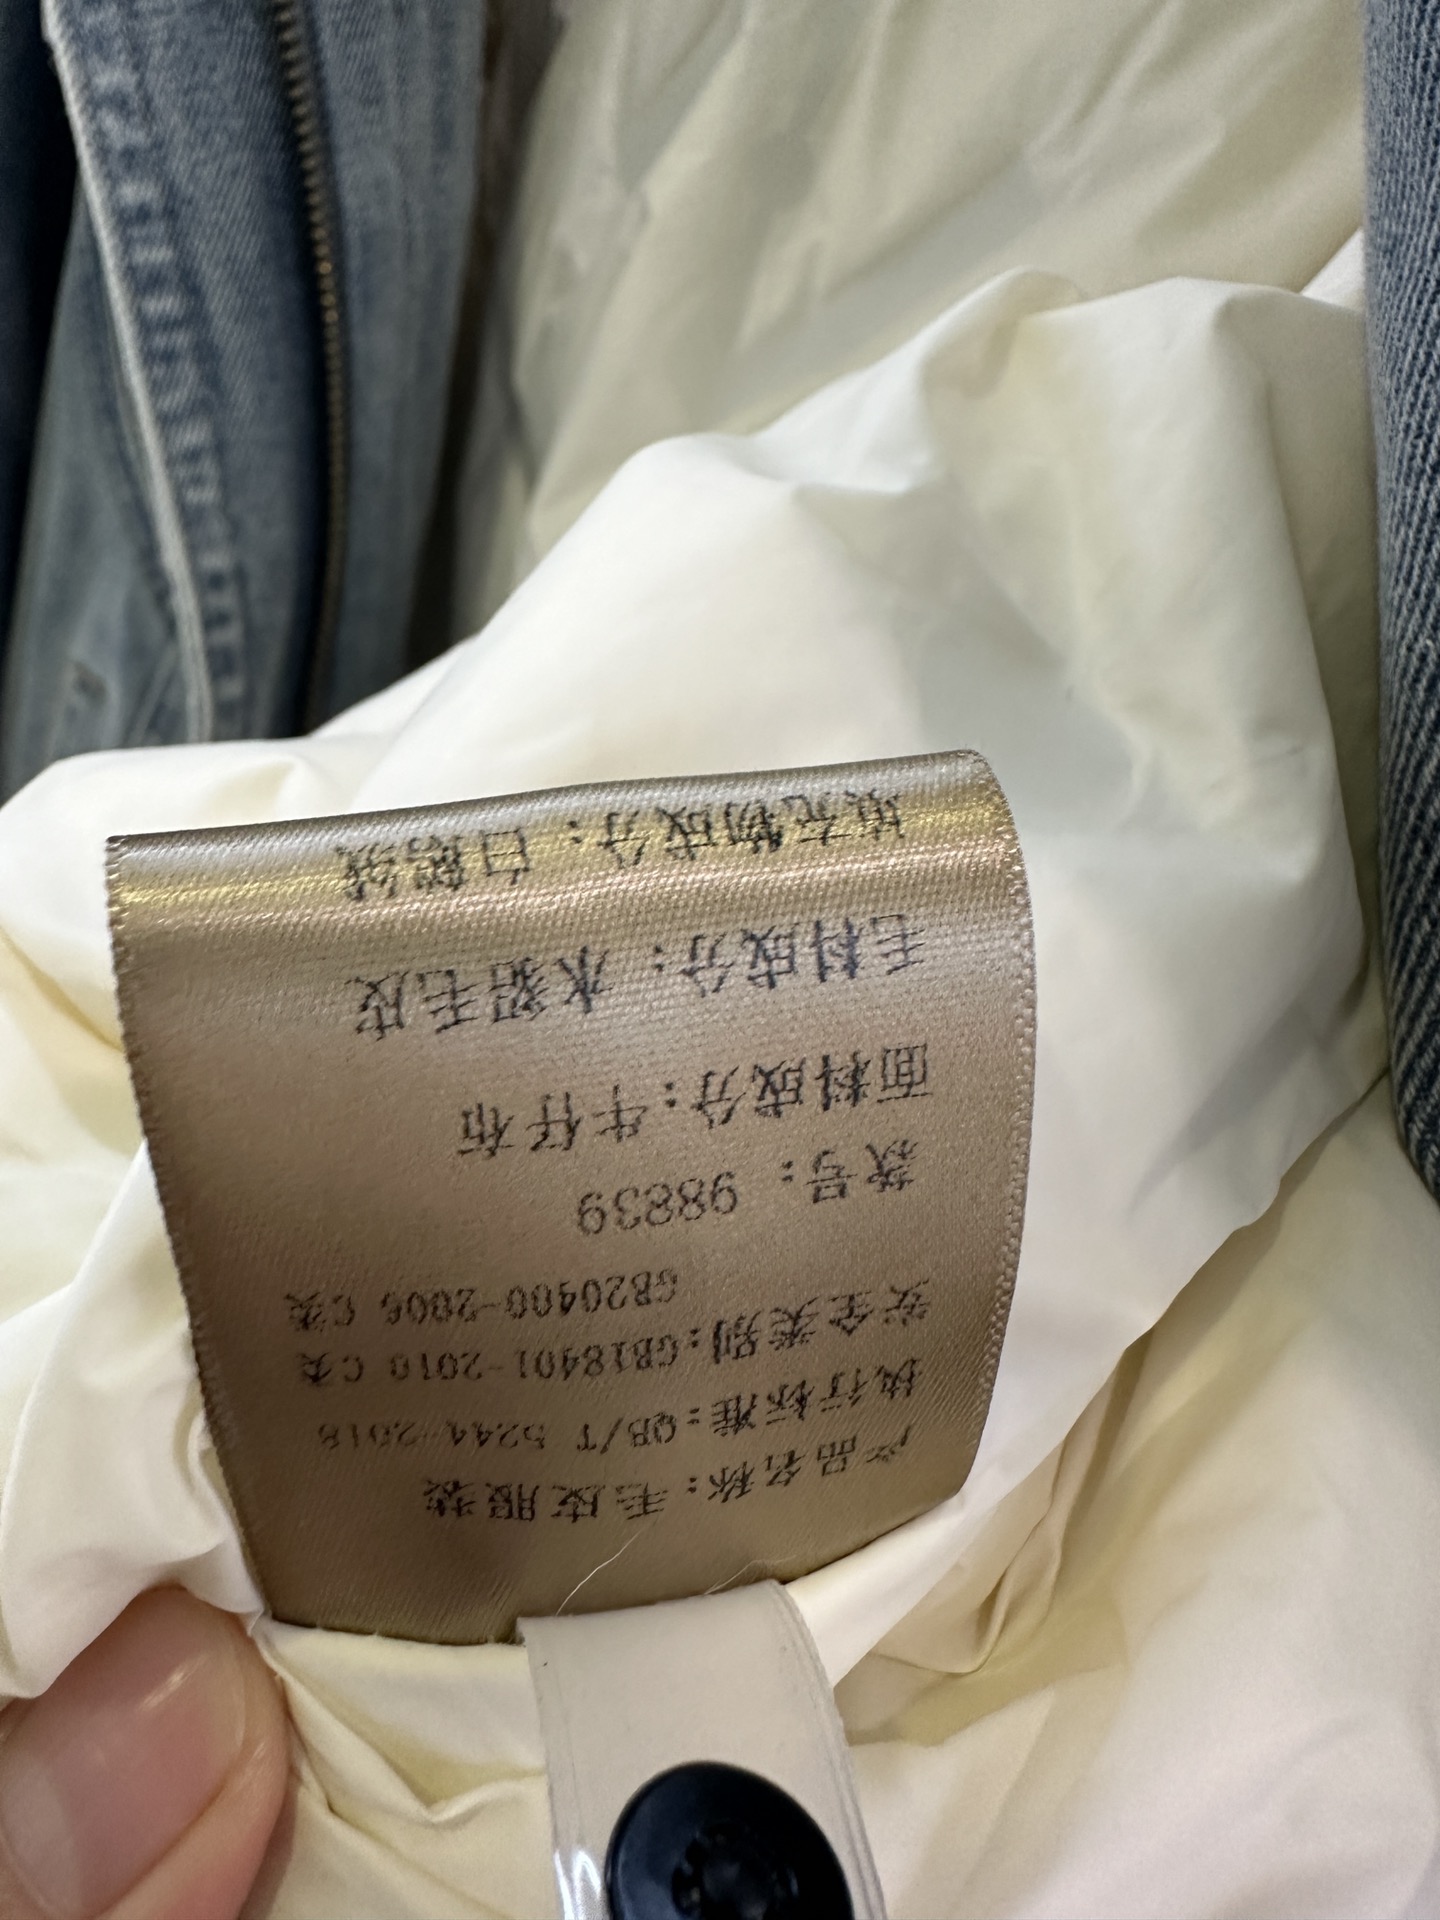 产品名称:毛皮服装
执行标准:QB/T 5244-2018
安全类别:GB18401-2010 C类
GB20400-2006 C类
款号: 98839
面料成分:牛仔布
毛料成分: 水貂毛皮
填充物成分: 白鹅绒